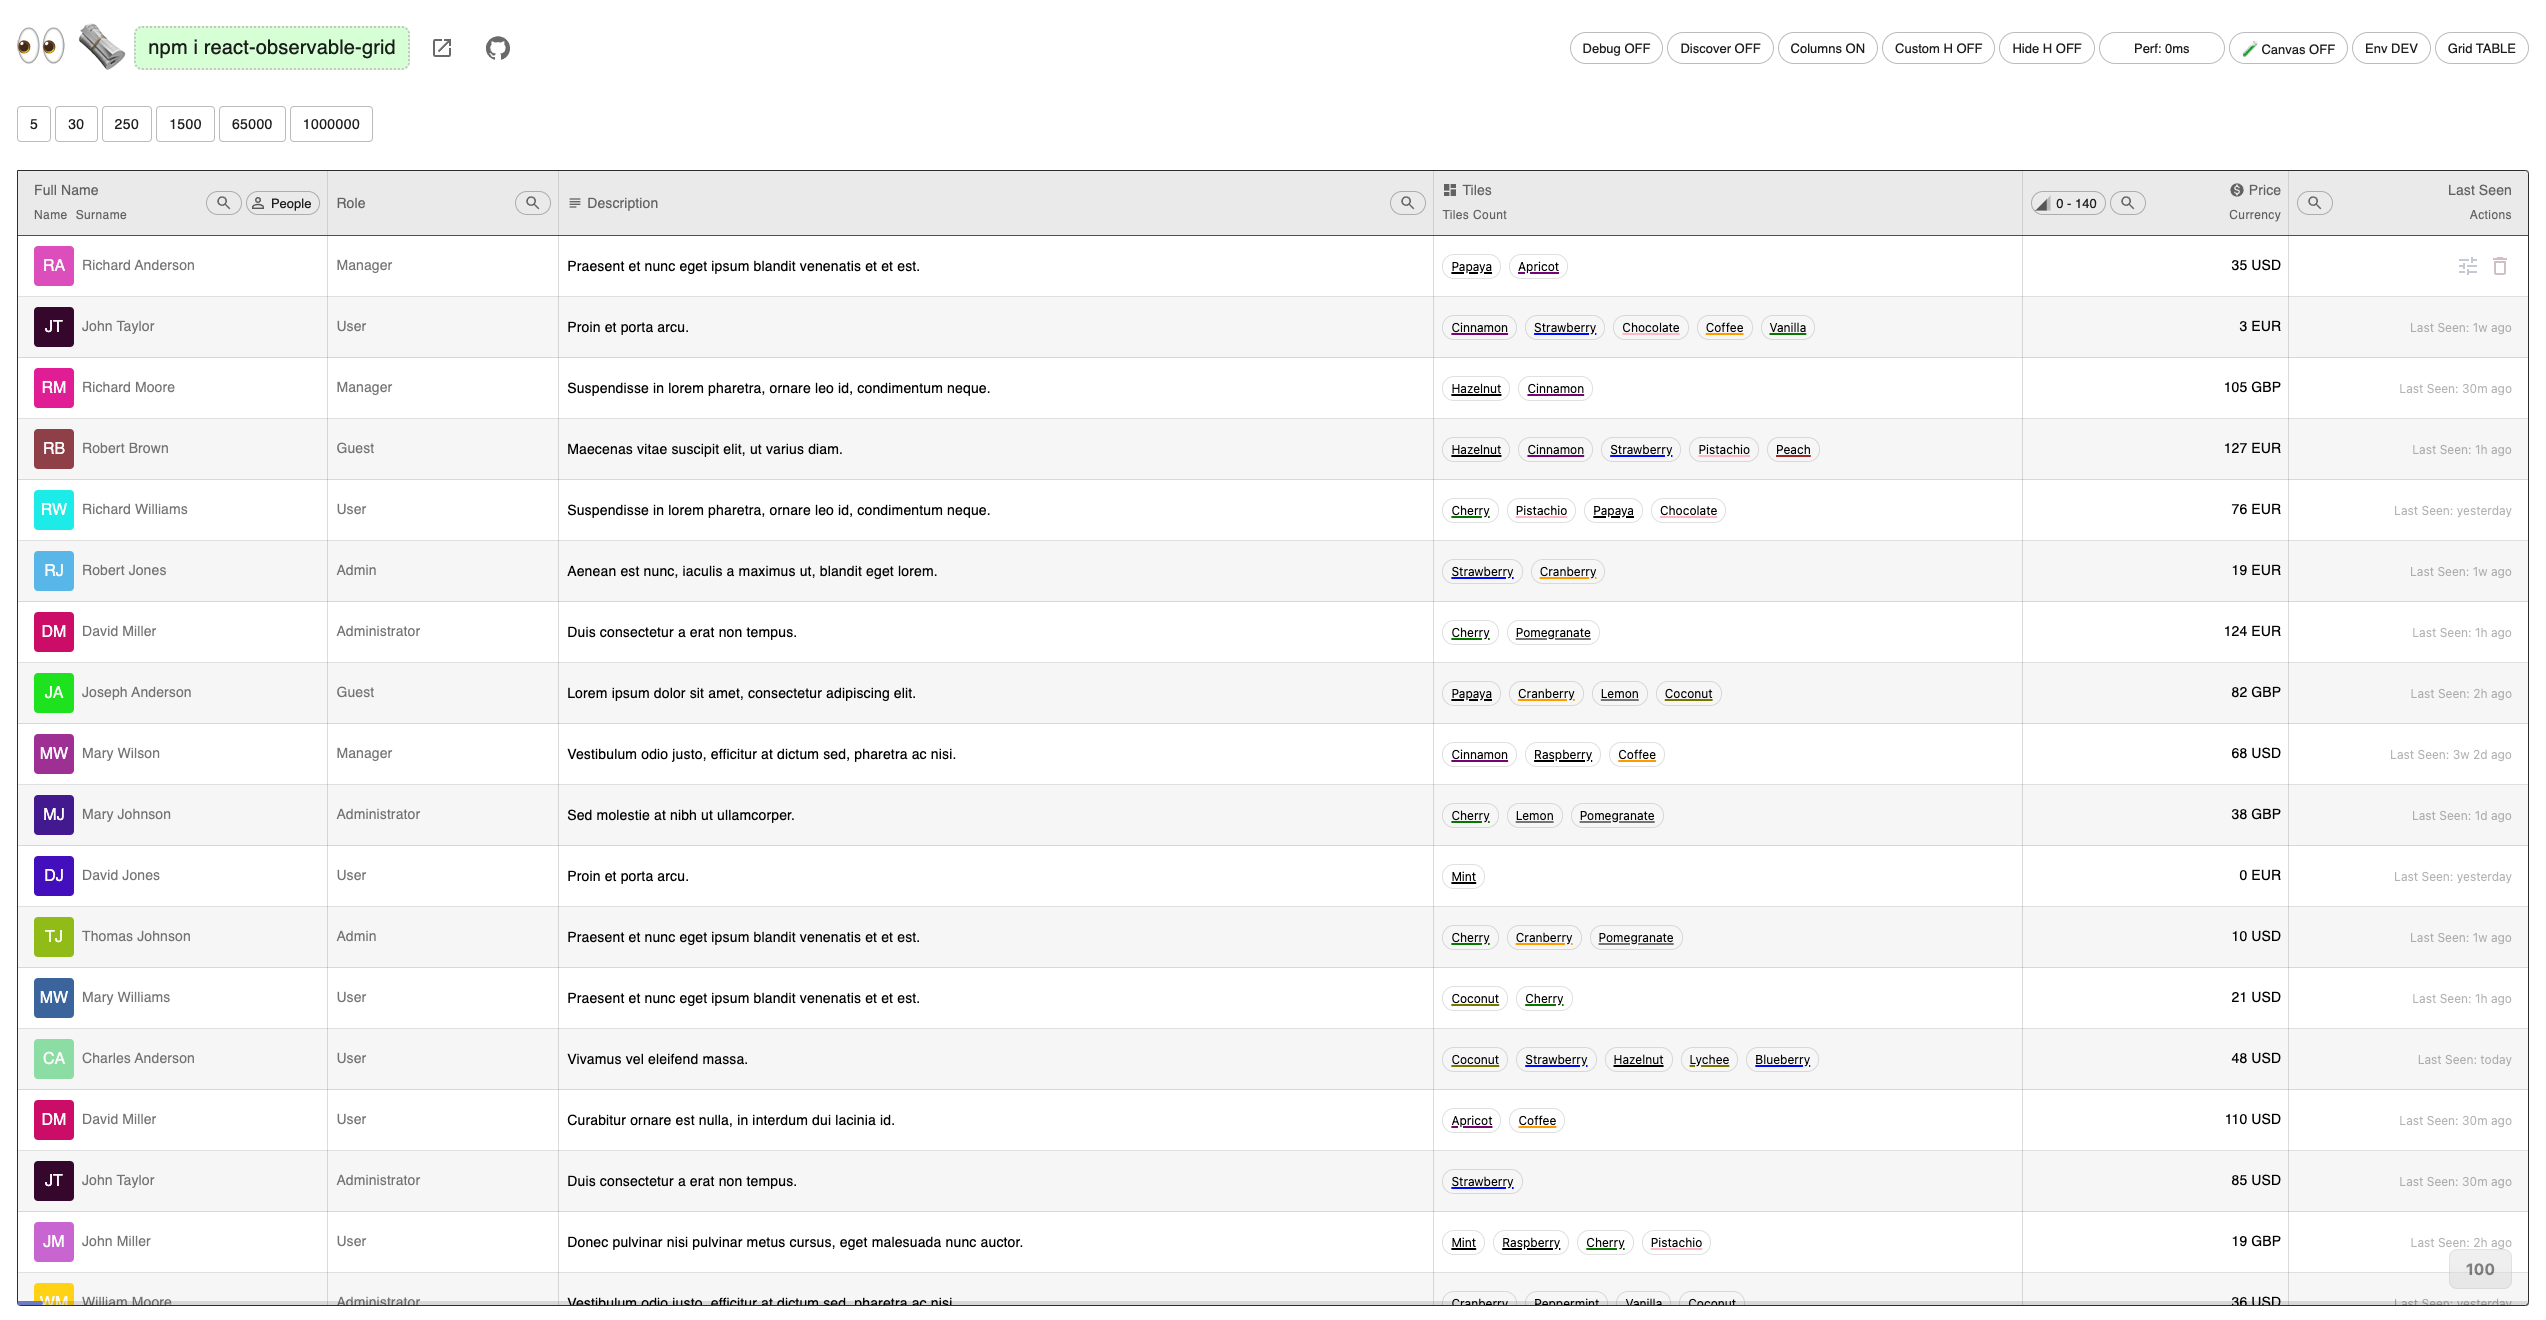 npm i react-observable-grid
Debug OFF Discover OFF Columns ON Custom H OFF Hide H OFF Perf: 0ms Canvas OFF Env DEV Grid TABLE
5 30 250 1500 65000 1000000
Full Name People Role Description Tiles 0 - 140 Price Last Seen
Name Surname Tiles Count Currency Actions
RA Richard Anderson Manager Praesent et nunc eget ipsum blandit venenatis et et est. Papaya Apricot 35 USD
JT John Taylor User Proin et porta arcu. Cinnamon Strawberry Chocolate Coffee Vanilla 3 EUR Last Seen: 1w ago
RM Richard Moore Manager Suspendisse in lorem pharetra, ornare leo id, condimentum neque. Hazelnut Cinnamon 105 GBP Last Seen: 30m ago
RB Robert Brown Guest Maecenas vitae suscipit elit, ut varius diam. Hazelnut Cinnamon Strawberry Pistachio Peach 127 EUR Last Seen: 1h ago
RW Richard Williams User Suspendisse in lorem pharetra, ornare leo id, condimentum neque. Cherry Pistachio Papaya Chocolate 76 EUR Last Seen: yesterday
RJ Robert Jones Admin Aenean est nunc, iaculis a maximus ut, blandit eget lorem. Strawberry Cranberry 19 EUR Last Seen: 1w ago
DM David Miller Administrator Duis consectetur a erat non tempus. Cherry Pomegranate 124 EUR Last Seen: 1h ago
JA Joseph Anderson Guest Lorem ipsum dolor sit amet, consectetur adipiscing elit. Papaya Cranberry Lemon Coconut 82 GBP Last Seen: 2h ago
MW Mary Wilson Manager Vestibulum odio justo, efficitur at dictum sed, pharetra ac nisi. Cinnamon Raspberry Coffee 68 USD Last Seen: 3w 2d ago
MJ Mary Johnson Administrator Sed molestie at nibh ut ullamcorper. Cherry Lemon Pomegranate 38 GBP Last Seen: 1d ago
DJ David Jones User Proin et porta arcu. Mint 0 EUR Last Seen: yesterday
TJ Thomas Johnson Admin Praesent et nunc eget ipsum blandit venenatis et et est. Cherry Cranberry Pomegranate 10 USD Last Seen: 1w ago
MW Mary Williams User Praesent et nunc eget ipsum blandit venenatis et et est. Coconut Cherry 21 USD Last Seen: 1h ago
CA Charles Anderson User Vivamus vel eleifend massa. Coconut Strawberry Hazelnut Lychee Blueberry 48 USD Last Seen: today
DM David Miller User Curabitur ornare est nulla, in interdum dui lacinia id. Apricot Coffee 110 USD Last Seen: 30m ago
JT John Taylor Administrator Duis consectetur a erat non tempus. Strawberry 85 USD Last Seen: 30m ago
JM John Miller User Donec pulvinar nisi pulvinar metus cursus, eget malesuada nunc auctor. Mint Raspberry Cherry Pistachio 19 GBP Last Seen: 2h ago
100
WM William Moore Administrator Vestibulum odio justo, efficitur at dictum sed, pharetra ac nisi. Cranberry Peppermint Vanilla Coconut 36 USD Last Seen: yesterday